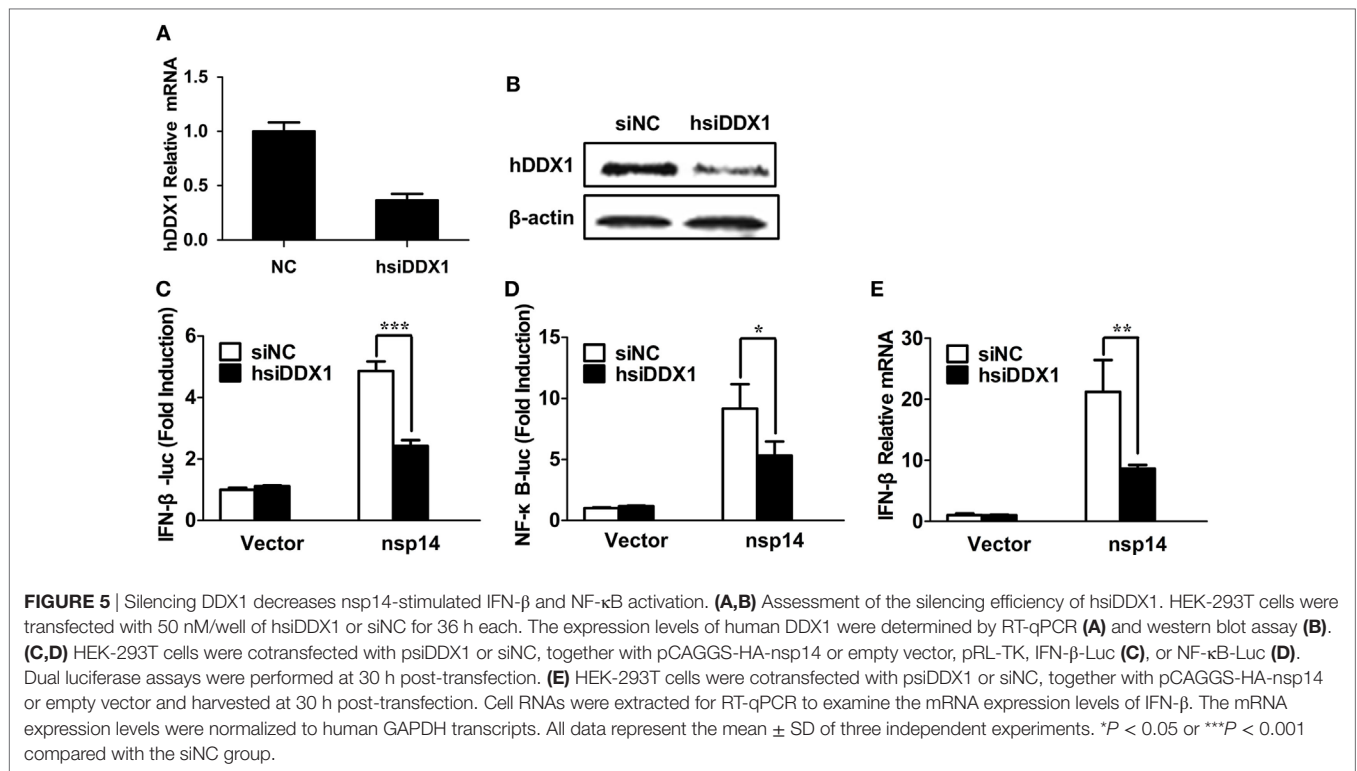 A
hDDX1 Relative mRNA
1.5
1.0
0.5
0.0
NC hsiDDX1
B
siNC hsiDDX1
hDDX1
β-actin
C
IFN-β -luc (Fold Induction)
6
4
2
0
siNC
hsiDDX1
***
Vector nsp14
D
NF-κ B-luc (Fold Induction)
15
10
5
0
siNC
hsiDDX1
*
Vector nsp14
E
IFN-β Relative mRNA
30
20
10
0
siNC
hsiDDX1
**
Vector nsp14
FIGURE 5 | Silencing DDX1 decreases nsp14-stimulated IFN-β and NF-κB activation. (A,B) Assessment of the silencing efficiency of hsiDDX1. HEK-293T cells were
transfected with 50 nM/well of hsiDDX1 or siNC for 36 h each. The expression levels of human DDX1 were determined by RT-qPCR (A) and western blot assay (B).
(C,D) HEK-293T cells were cotransfected with psiDDX1 or siNC, together with pCAGGS-HA-nsp14 or empty vector, pRL-TK, IFN-β-Luc (C), or NF-κB-Luc (D).
Dual luciferase assays were performed at 30 h post-transfection. (E) HEK-293T cells were cotransfected with psiDDX1 or siNC, together with pCAGGS-HA-nsp14
or empty vector and harvested at 30 h post-transfection. Cell RNAs were extracted for RT-qPCR to examine the mRNA expression levels of IFN-β. The mRNA
expression levels were normalized to human GAPDH transcripts. All data represent the mean ± SD of three independent experiments. *P < 0.05 or ***P < 0.001
compared with the siNC group.